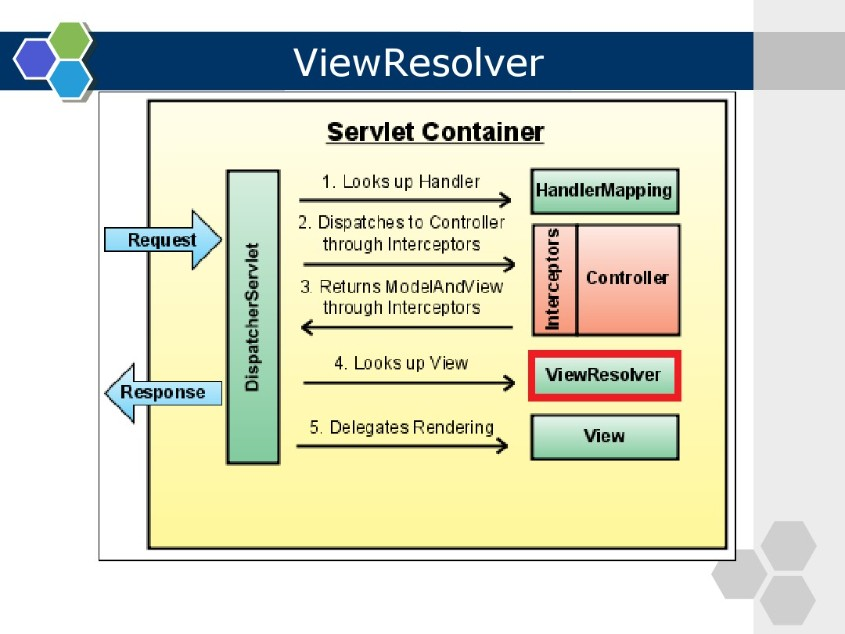 ViewResolver
Servlet Container
1. Looks up Handler
HandlerMapping
2. Dispatches to Controller
through Interceptors
Request
Interceptors
Controller
3. Returns ModelAndView
through Interceptors
DispatcherServlet
4. Looks up View
ViewResolver
Response
5. Delegates Rendering
View